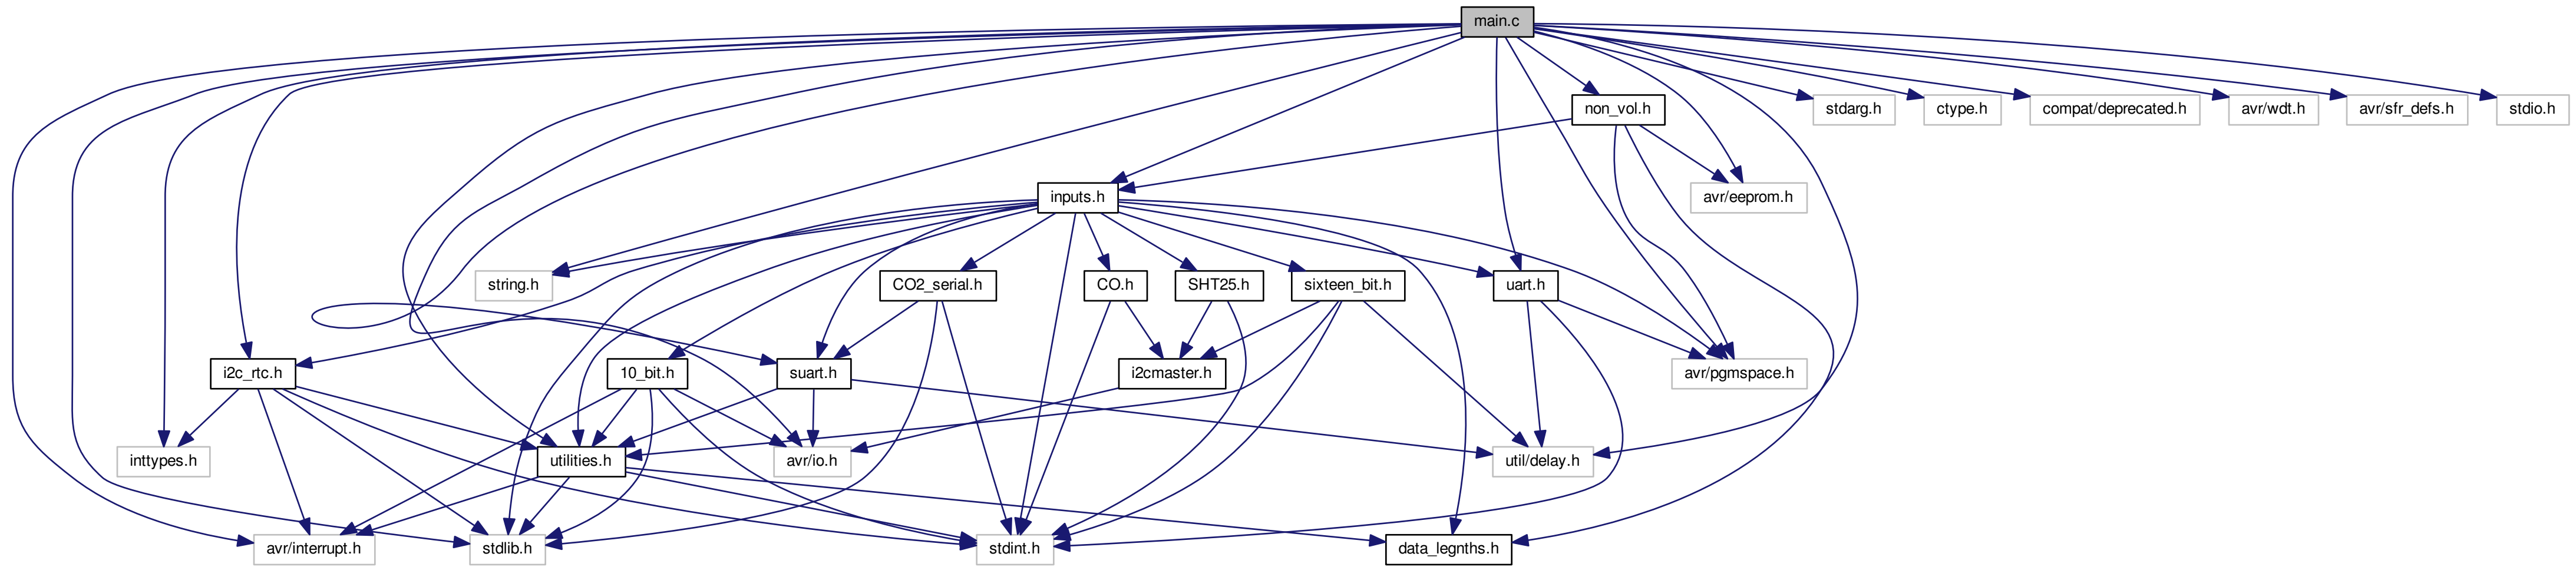 main.c
non_vol.h
stdarg.h
ctype.h
compat/deprecated.h
avr/wdt.h
avr/sfr_defs.h
stdio.h
inputs.h
avr/eeprom.h
string.h
CO2_serial.h
CO.h
SHT25.h
sixteen_bit.h
uart.h
i2c_rtc.h
10_bit.h
suart.h
i2cmaster.h
avr/pgmspace.h
inttypes.h
utilities.h
avr/io.h
util/delay.h
avr/interrupt.h
stdlib.h
stdint.h
data_legnths.h